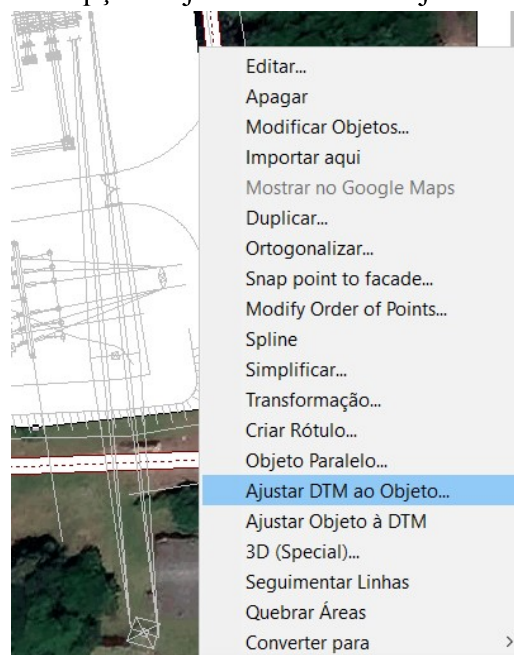 Editar...
Apagar
Modificar Objetos...
Importar aqui
Mostrar no Google Maps
Duplicar...
Ortogonalizar...
Snap point to facade...
Modify Order of Points...
Spline
Simplificar...
Transformação...
Criar Rótulo...
Objeto Paralelo...
Ajustar DTM ao Objeto...
Ajustar Objeto à DTM
3D (Special)...
Seguimentar Linhas
Quebrar Áreas
Converter para